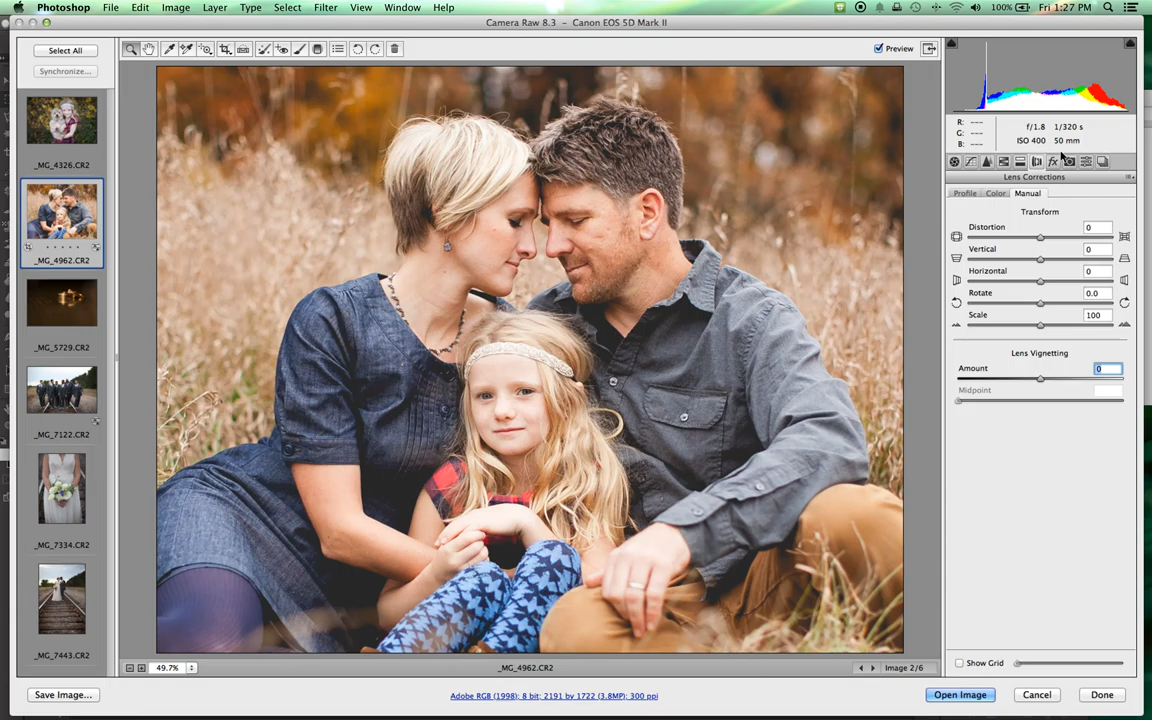 Photoshop File Edit Image Layer Type Select Filter View Window Help 100% Fri 1:27 PM
Camera Raw 8.3 - Canon EOS 5D Mark II
Select All
Synchronize...
Preview
_MG_4326.CR2
_MG_4962.CR2
_MG_5729.CR2
_MG_7122.CR2
_MG_7334.CR2
_MG_7443.CR2
49.7%
_MG_4962.CR2
Image 2/6
R: ---
G: ---
B: ---
f/1.8 1/320 s
ISO 400 50 mm
fx
Lens Corrections
Profile Color Manual
Transform
Distortion 0
Vertical 0
Horizontal 0
Rotate 0.0
Scale 100
Lens Vignetting
Amount 0
Midpoint
Show Grid
Save Image...
Adobe RGB (1998); 8 bit; 2191 by 1722 (3.8MP); 300 ppi
Open Image Cancel Done